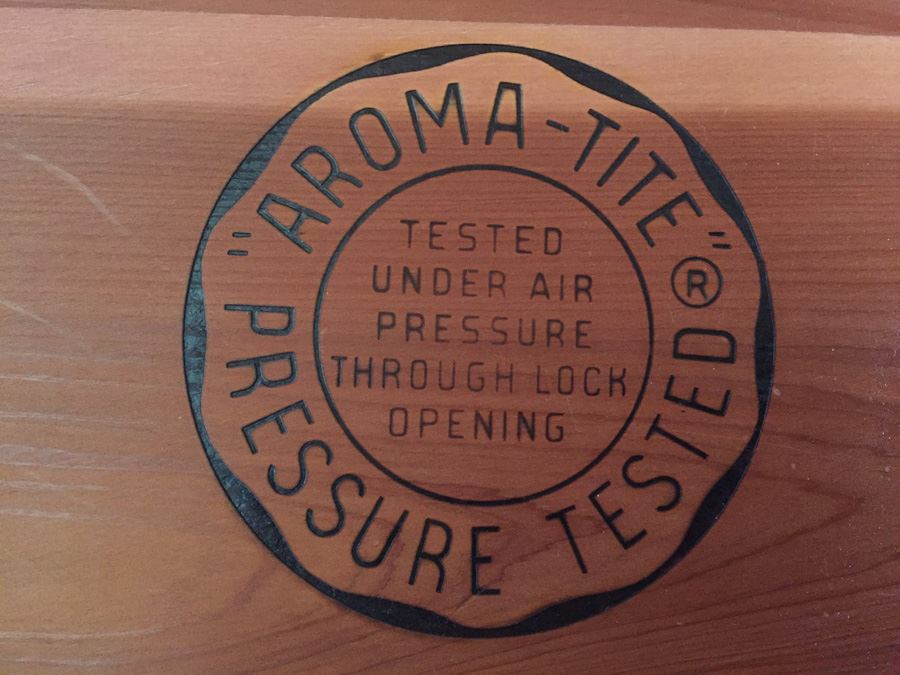 "AROMA-TITE"®
TESTED
UNDER AIR
PRESSURE
THROUGH LOCK
OPENING
PRESSURE TESTED